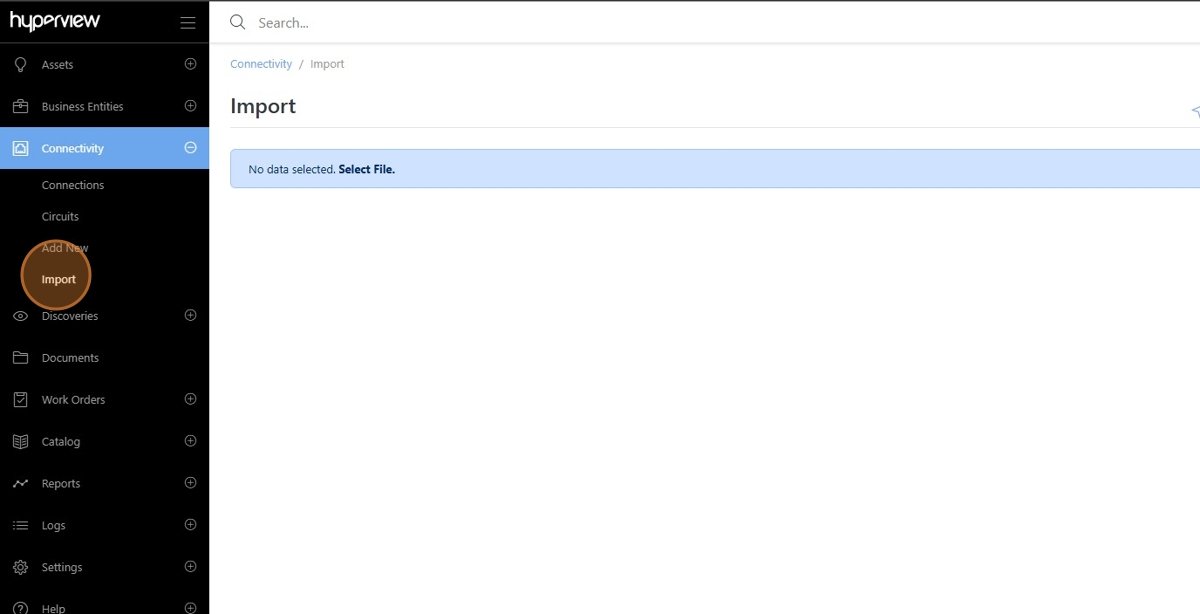 hyperview
Search...
Assets
Business Entities
Connectivity
Connections
Circuits
Add New
Import
Discoveries
Documents
Work Orders
Catalog
Reports
Logs
Settings
Help
Connectivity / Import
Import
No data selected. Select File.